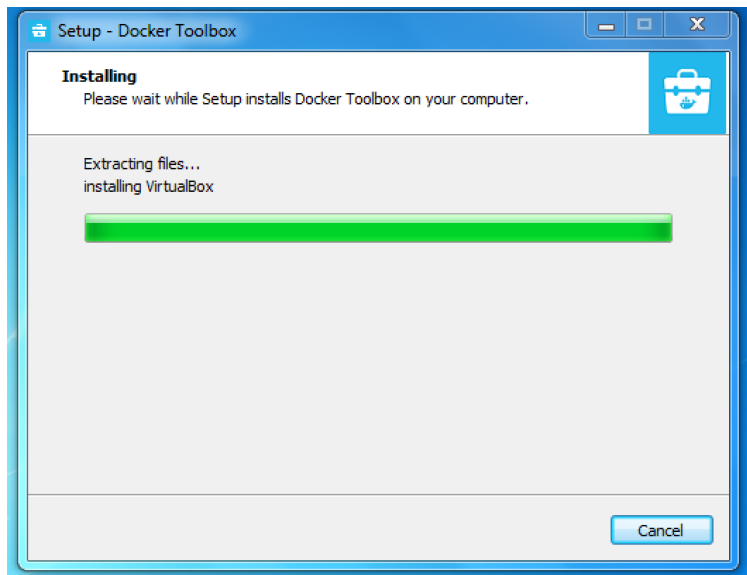 Setup - Docker Toolbox
Installing
Please wait while Setup installs Docker Toolbox on your computer.
Extracting files...
installing VirtualBox
Cancel